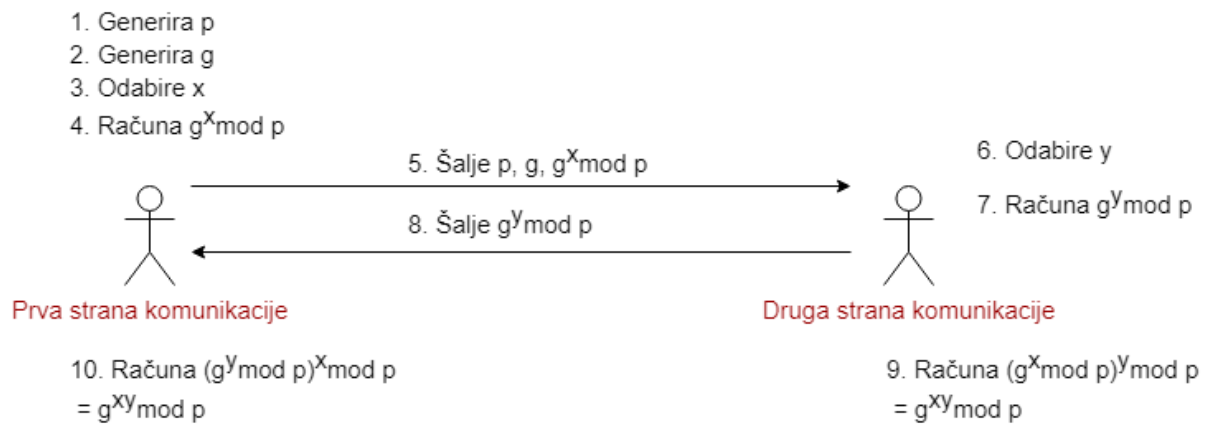 1. Generira p
2. Generira g
3. Odabire x
4. Računa gˣmod p
5. Šalje p, g, gˣmod p
6. Odabire y
7. Računa gʸmod p
8. Šalje gʸmod p
Prva strana komunikacije
Druga strana komunikacije
10. Računa (gʸmod p)ˣmod p
= gˣʸmod p
9. Računa (gˣmod p)ʸmod p
= gˣʸmod p